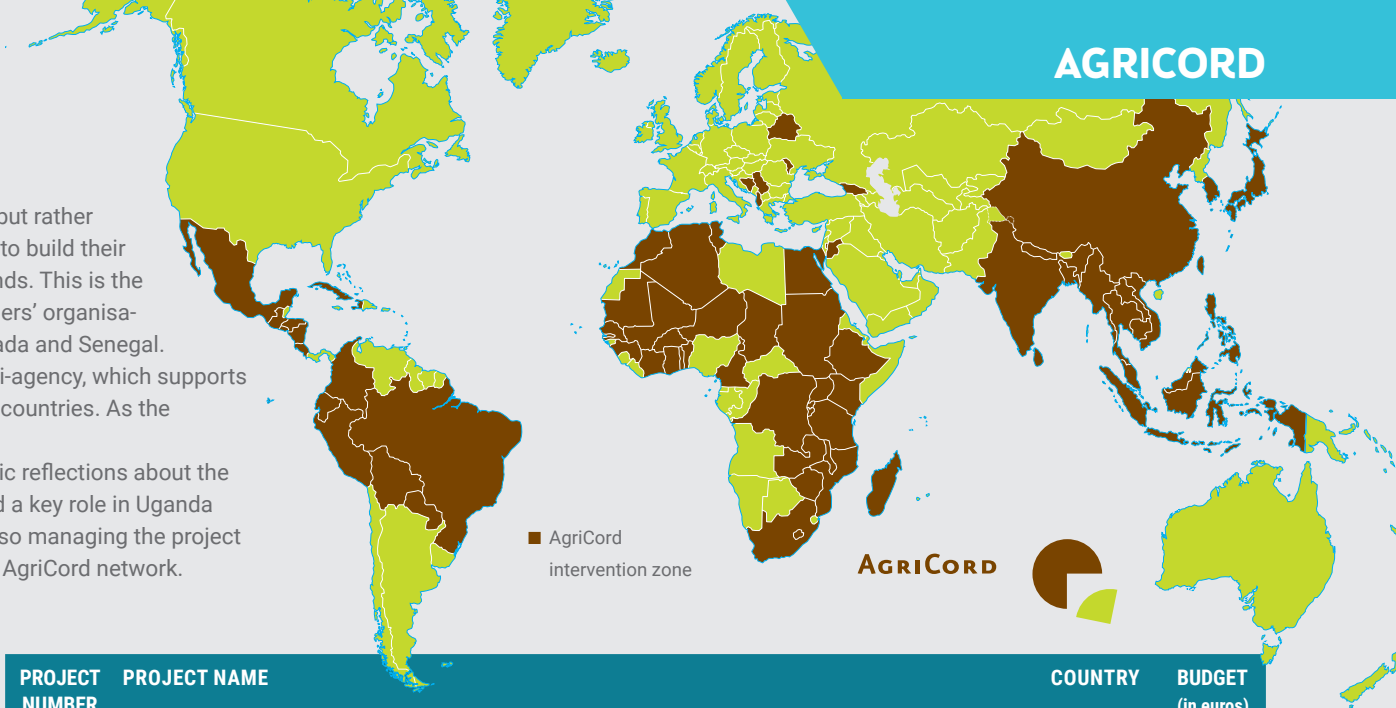 AGRICORD
but rather
to build their
nds. This is the
ers’ organisa-
ada and Senegal.
i-agency, which supports
countries. As the
ic reflections about the
d a key role in Uganda
so managing the project
AgriCord network.
AgriCord
intervention zone
AGRICORD
PROJECT NUMBER
PROJECT NAME
COUNTRY
BUDGET
(in euros)